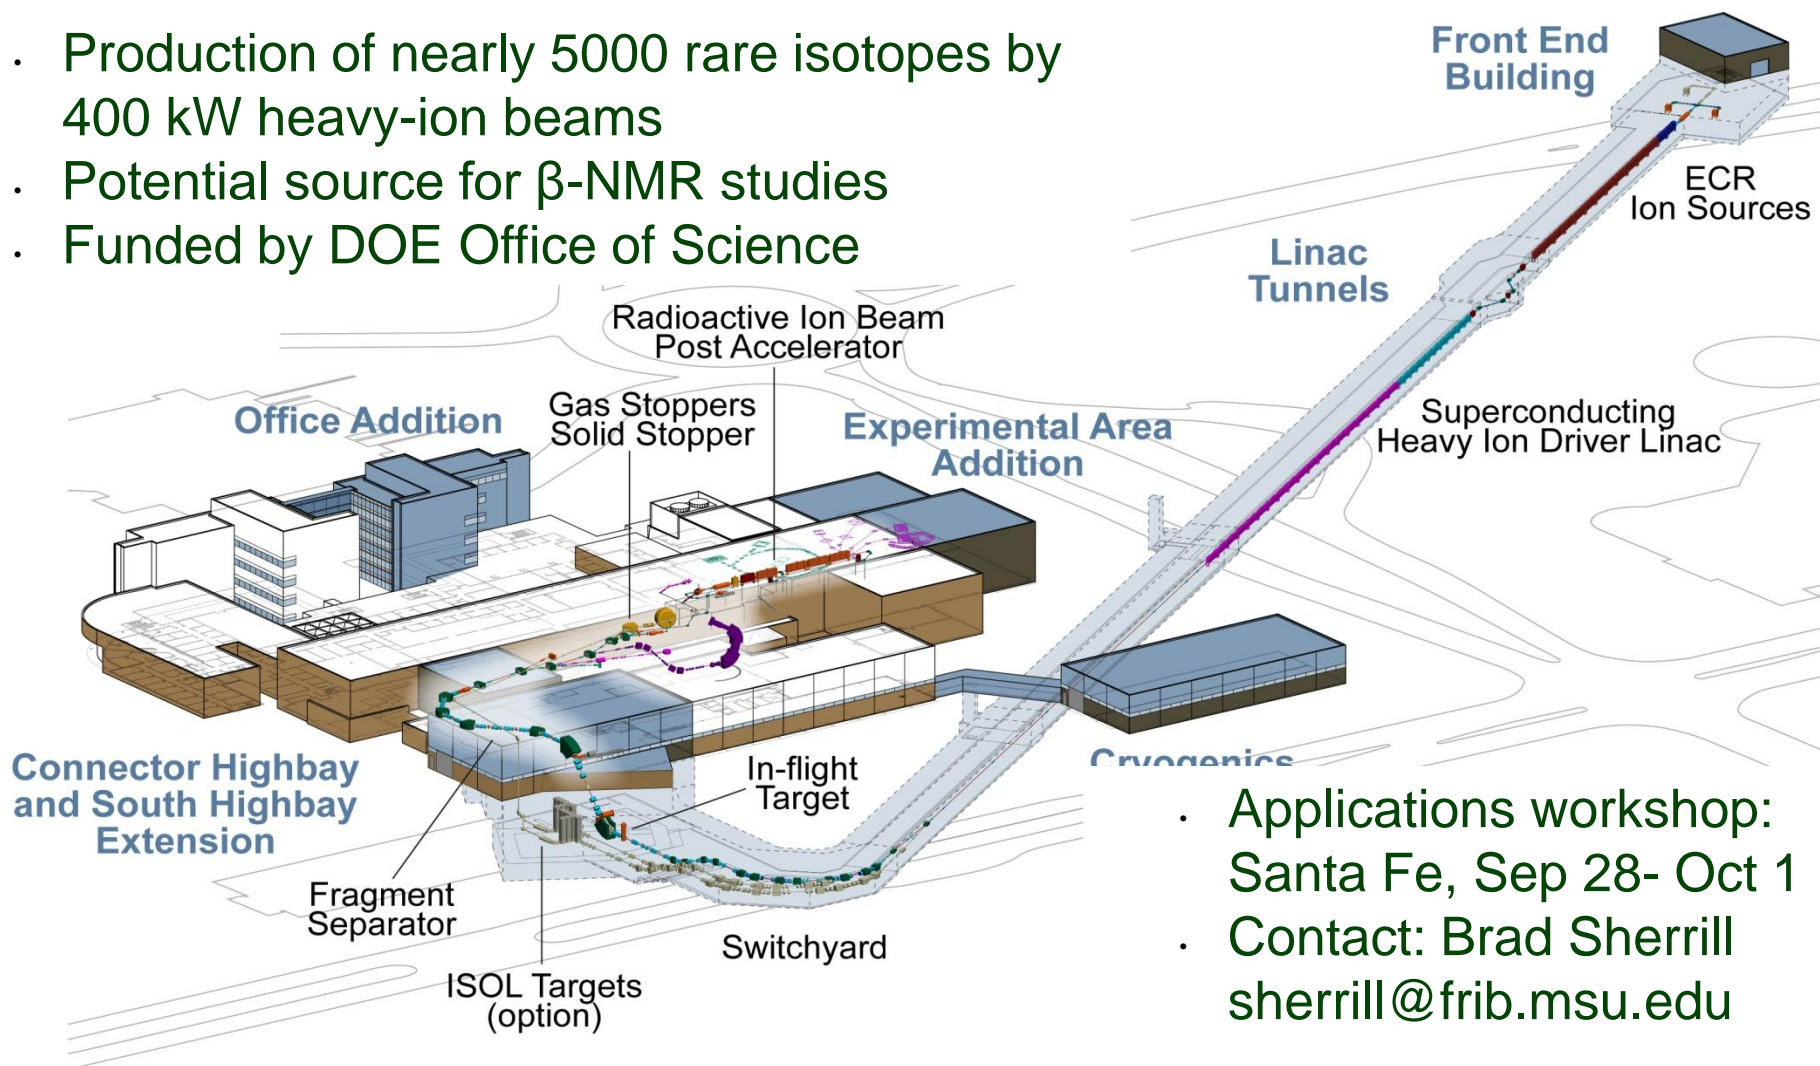 · Production of nearly 5000 rare isotopes by
400 kW heavy-ion beams
· Potential source for β-NMR studies
· Funded by DOE Office of Science
Front End
Building
ECR
Ion Sources
Linac
Tunnels
Radioactive Ion Beam
Post Accelerator
Office Addition
Gas Stoppers
Solid Stopper
Experimental Area
Addition
Superconducting
Heavy Ion Driver Linac
Connector Highbay
and South Highbay
Extension
In-flight
Target
Cryogenics
Fragment
Separator
Switchyard
ISOL Targets
(option)
· Applications workshop:
Santa Fe, Sep 28- Oct 1
· Contact: Brad Sherrill
sherrill@frib.msu.edu